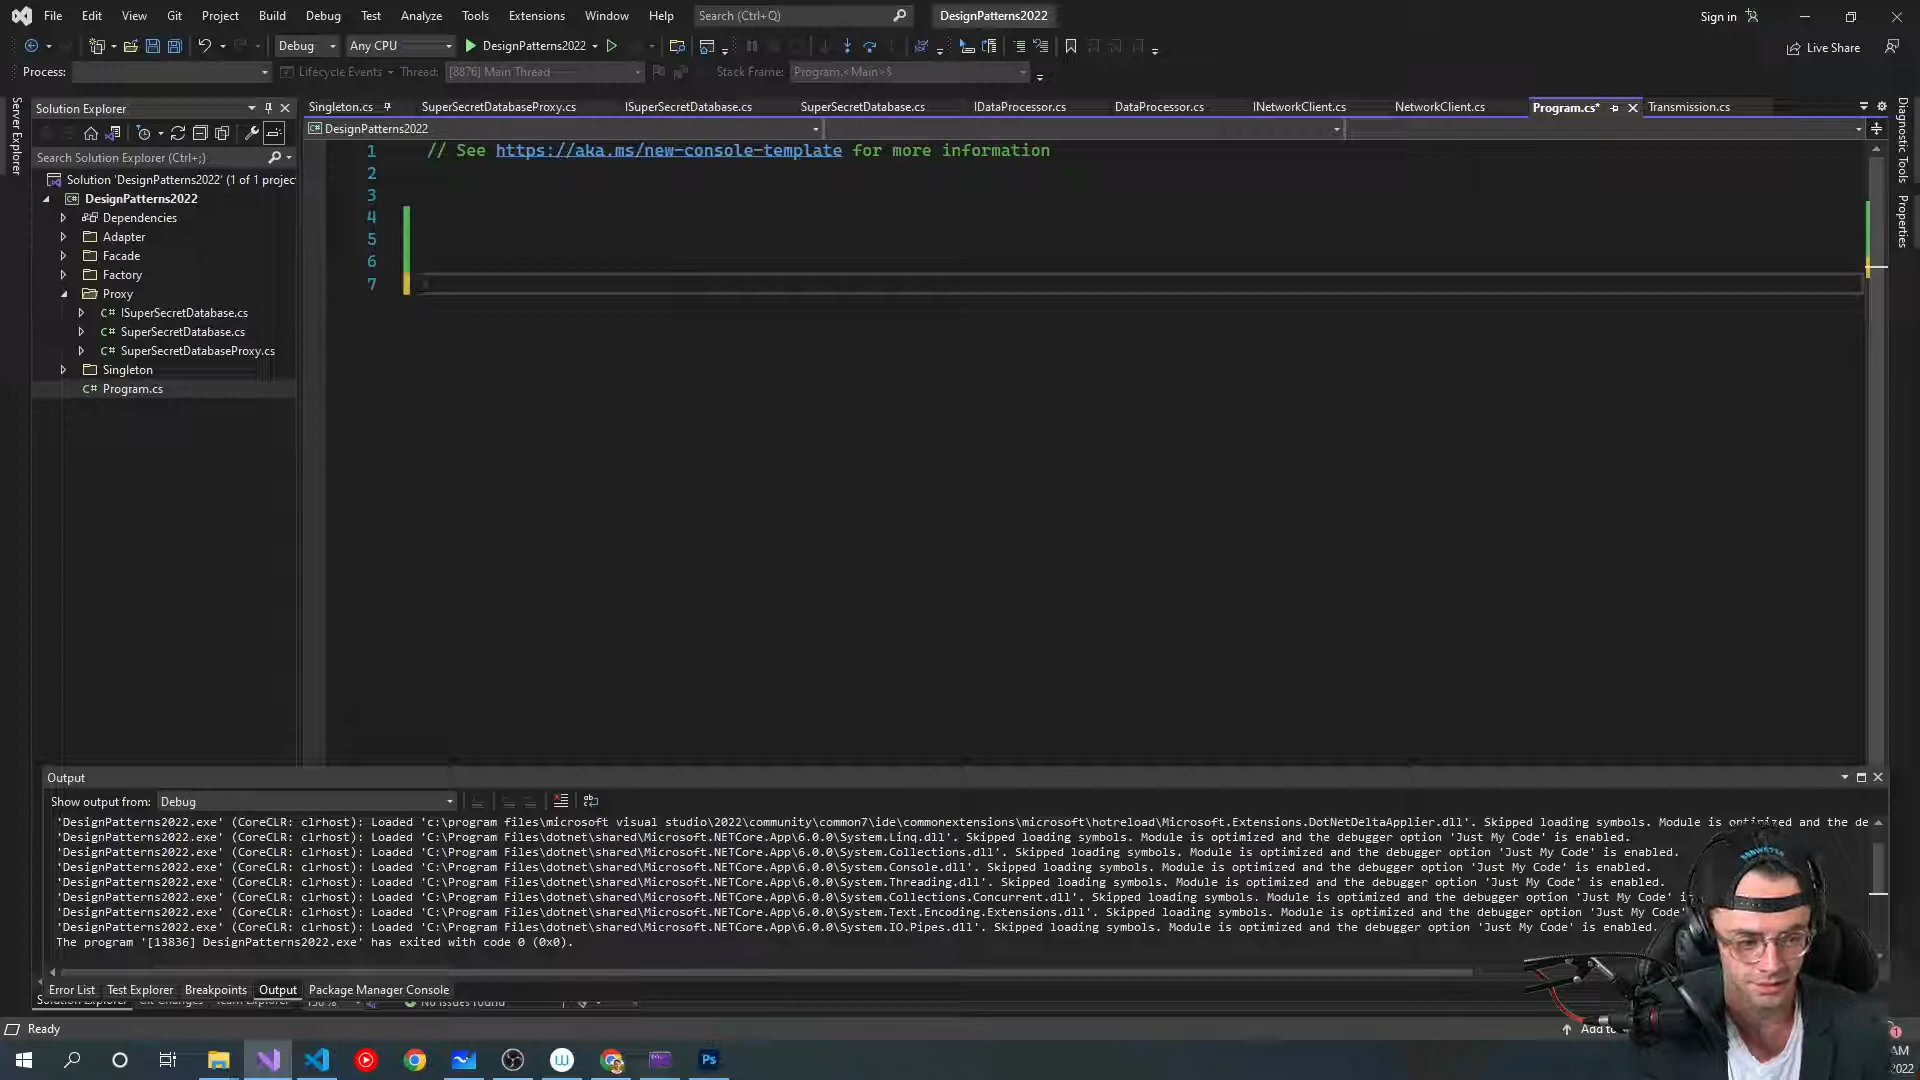 File Edit View Git Project Build Debug Test Analyze Tools Extensions Window Help Search (Ctrl+Q) DesignPatterns2022 Sign in
Debug Any CPU DesignPatterns2022 Live Share
Process: Lifecycle Events Thread: [8876] Main Thread Stack Frame: Program.<Main>$
Server Explorer
Solution Explorer
Search Solution Explorer (Ctrl+;)
Solution 'DesignPatterns2022' (1 of 1 project
DesignPatterns2022
Dependencies
Adapter
Facade
Factory
Proxy
C# ISuperSecretDatabase.cs
C# SuperSecretDatabase.cs
C# SuperSecretDatabaseProxy.cs
Singleton
C# Program.cs
Singleton.cs SuperSecretDatabaseProxy.cs ISuperSecretDatabase.cs SuperSecretDatabase.cs IDataProcessor.cs DataProcessor.cs INetworkClient.cs NetworkClient.cs Program.cs* Transmission.cs
C# DesignPatterns2022
1 // See https://aka.ms/new-console-template for more information
2
3
4
5
6
7
Diagnostic Tools
Properties
Output
Show output from: Debug
'DesignPatterns2022.exe' (CoreCLR: clrhost): Loaded 'c:\program files\microsoft visual studio\2022\community\common7\ide\commonextensions\microsoft\hotreload\Microsoft.Extensions.DotNetDeltaApplier.dll'. Skipped loading symbols. Module is optimized and the de
'DesignPatterns2022.exe' (CoreCLR: clrhost): Loaded 'C:\Program Files\dotnet\shared\Microsoft.NETCore.App\6.0.0\System.Linq.dll'. Skipped loading symbols. Module is optimized and the debugger option 'Just My Code' is enabled.
'DesignPatterns2022.exe' (CoreCLR: clrhost): Loaded 'C:\Program Files\dotnet\shared\Microsoft.NETCore.App\6.0.0\System.Collections.dll'. Skipped loading symbols. Module is optimized and the debugger option 'Just My Code' is enabled.
'DesignPatterns2022.exe' (CoreCLR: clrhost): Loaded 'C:\Program Files\dotnet\shared\Microsoft.NETCore.App\6.0.0\System.Console.dll'. Skipped loading symbols. Module is optimized and the debugger option 'Just My Code' is enabled.
'DesignPatterns2022.exe' (CoreCLR: clrhost): Loaded 'C:\Program Files\dotnet\shared\Microsoft.NETCore.App\6.0.0\System.Threading.dll'. Skipped loading symbols. Module is optimized and the debugger option 'Just My Code' is enabled.
'DesignPatterns2022.exe' (CoreCLR: clrhost): Loaded 'C:\Program Files\dotnet\shared\Microsoft.NETCore.App\6.0.0\System.Collections.Concurrent.dll'. Skipped loading symbols. Module is optimized and the debugger option 'Just My Code'
'DesignPatterns2022.exe' (CoreCLR: clrhost): Loaded 'C:\Program Files\dotnet\shared\Microsoft.NETCore.App\6.0.0\System.Text.Encoding.Extensions.dll'. Skipped loading symbols. Module is optimized and the debugger option 'Just My Code'
'DesignPatterns2022.exe' (CoreCLR: clrhost): Loaded 'C:\Program Files\dotnet\shared\Microsoft.NETCore.App\6.0.0\System.IO.Pipes.dll'. Skipped loading symbols. Module is optimized and the debugger option 'Just My Code' is enabled.
The program '[13836] DesignPatterns2022.exe' has exited with code 0 (0x0).
Error List Test Explorer Breakpoints Output Package Manager Console
Ready Add to
Ps
AM
2022